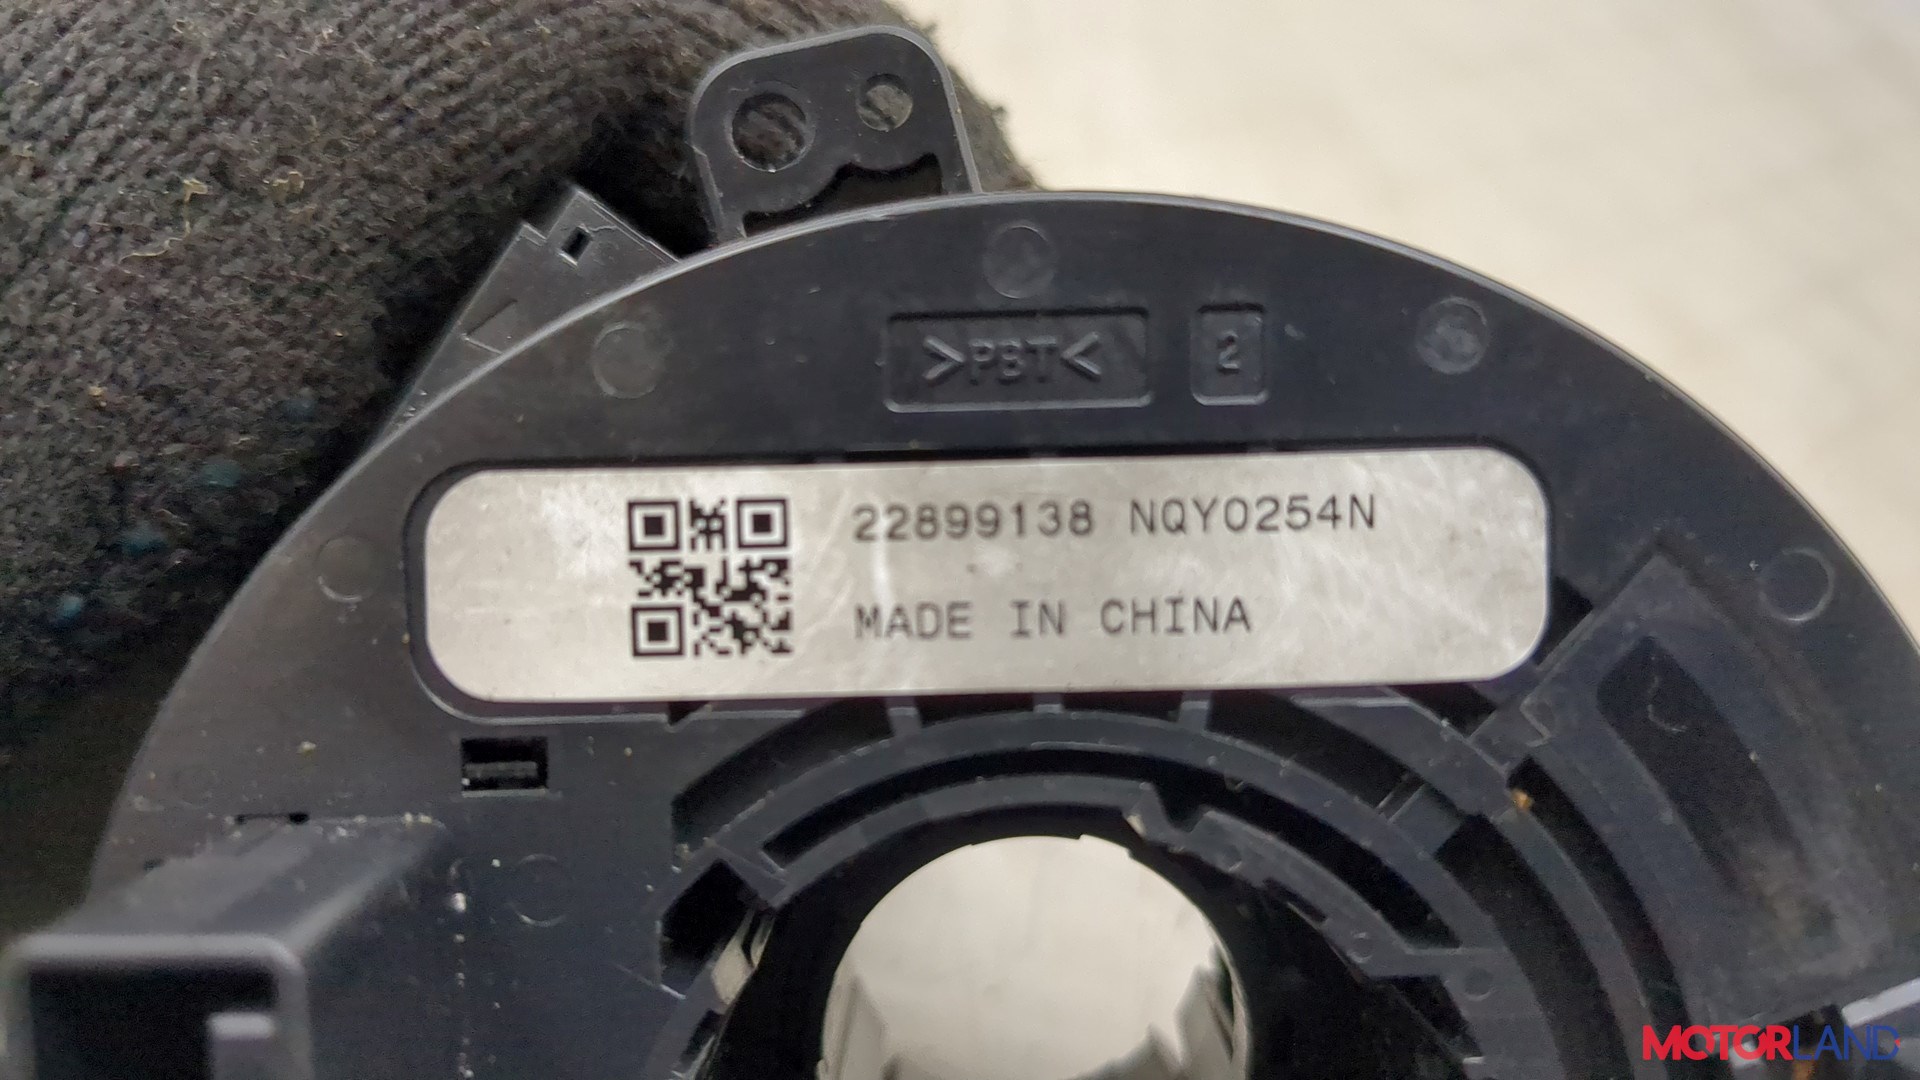 >PBT<
2
22899138 NQY0254N
MADE IN CHINA
MOTORLAND